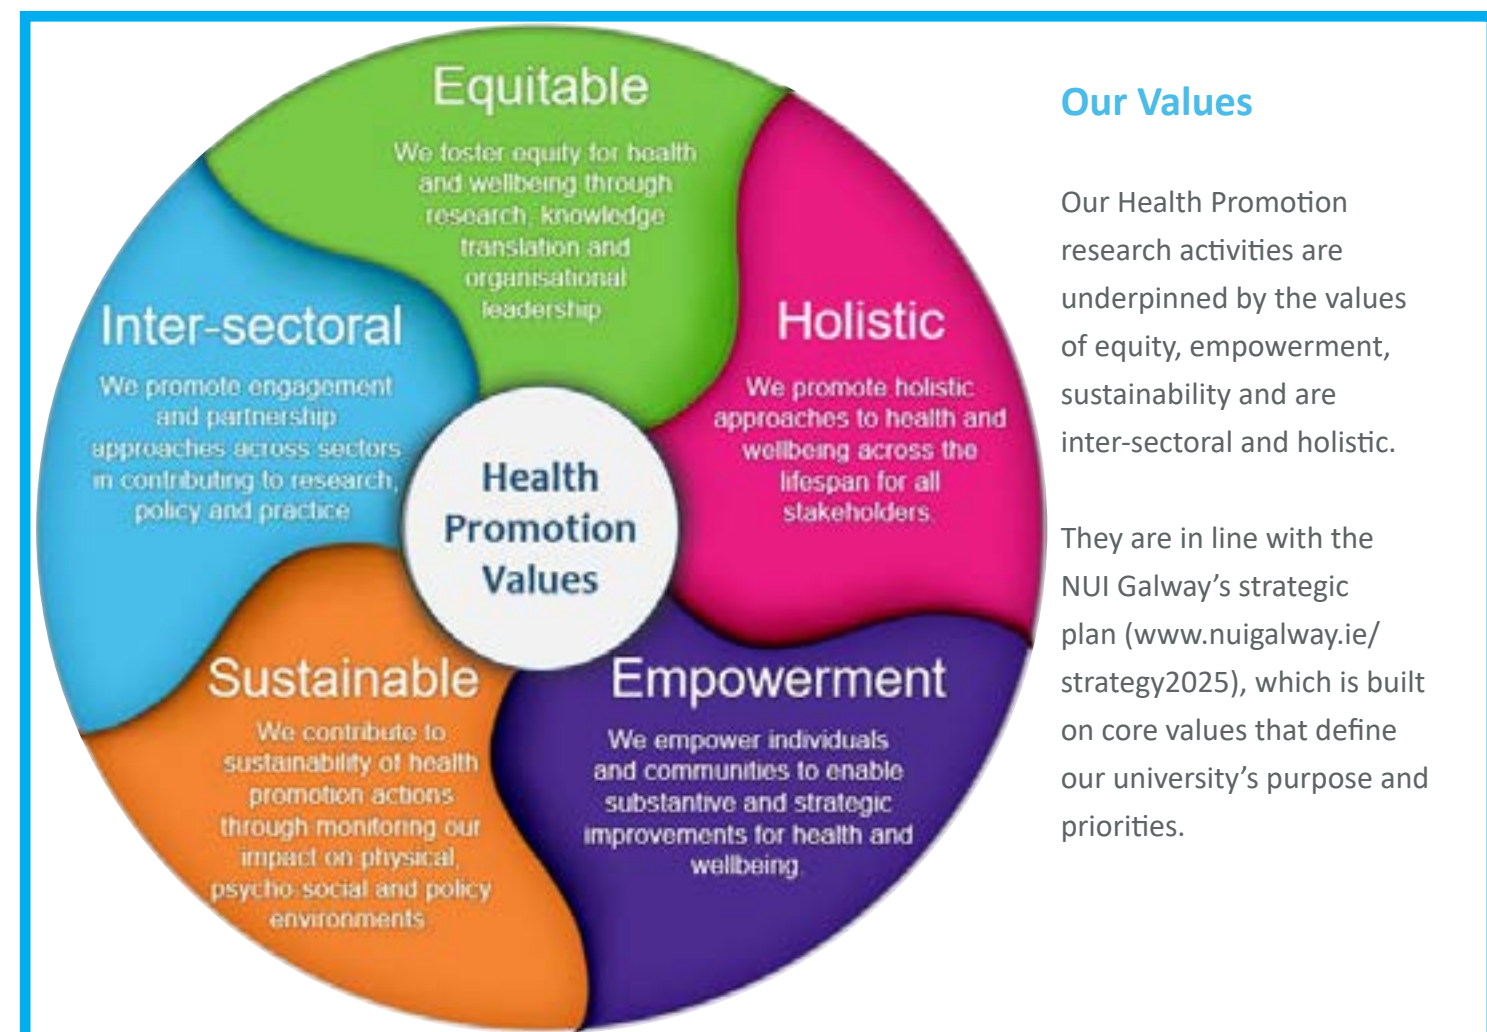 Equitable
We foster equity for health
and wellbeing through
research, knowledge
translation and
organisational
leadership
Holistic
We promote holistic
approaches to health and
wellbeing across the
lifespan for all
stakeholders.
Empowerment
We empower individuals
and communities to enable
substantive and strategic
improvements for health and
wellbeing.
Sustainable
We contribute to
sustainability of health
promotion actions
through monitoring our
impact on physical,
psycho-social and policy
environments
Inter-sectoral
We promote engagement
and partnership
approaches across sectors
in contributing to research,
policy and practice
Health
Promotion
Values
Our Values
Our Health Promotion
research activities are
underpinned by the values
of equity, empowerment,
sustainability and are
inter-sectoral and holistic.
They are in line with the
NUI Galway’s strategic
plan (www.nuigalway.ie/
strategy2025), which is built
on core values that define
our university’s purpose and
priorities.